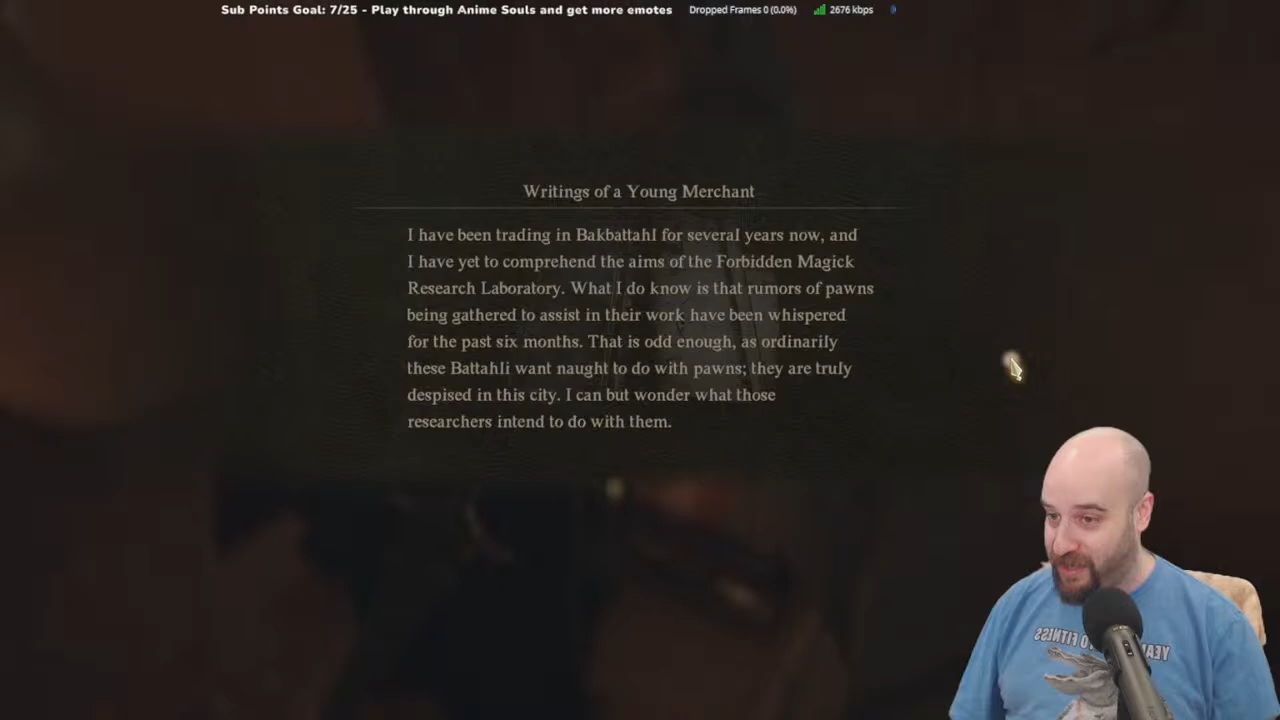 Sub Points Goal: 7/25 - Play through Anime Souls and get more emotes Dropped Frames 0 (0.0%) 2676 kbps
Writings of a Young Merchant
I have been trading in Bakbattahl for several years now, and
I have yet to comprehend the aims of the Forbidden Magick
Research Laboratory. What I do know is that rumors of pawns
being gathered to assist in their work have been whispered
for the past six months. That is odd enough, as ordinarily
these Battahli want naught to do with pawns; they are truly
despised in this city. I can but wonder what those
researchers intend to do with them.